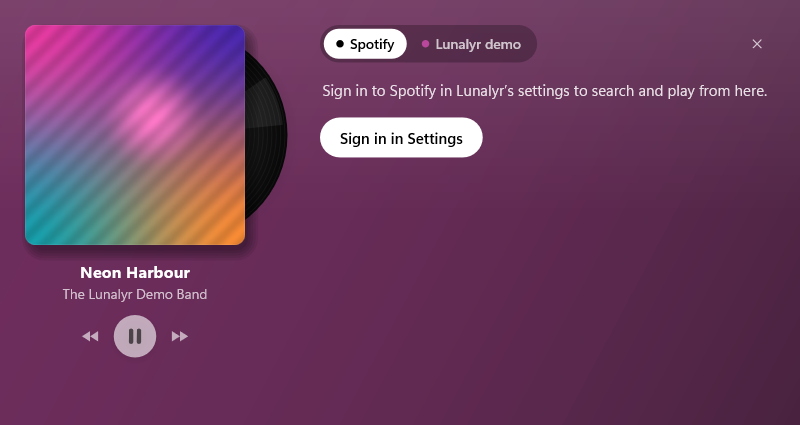 Spotify
Lunalyr demo
Sign in to Spotify in Lunalyr's settings to search and play from here.
Sign in in Settings
Neon Harbour
The Lunalyr Demo Band